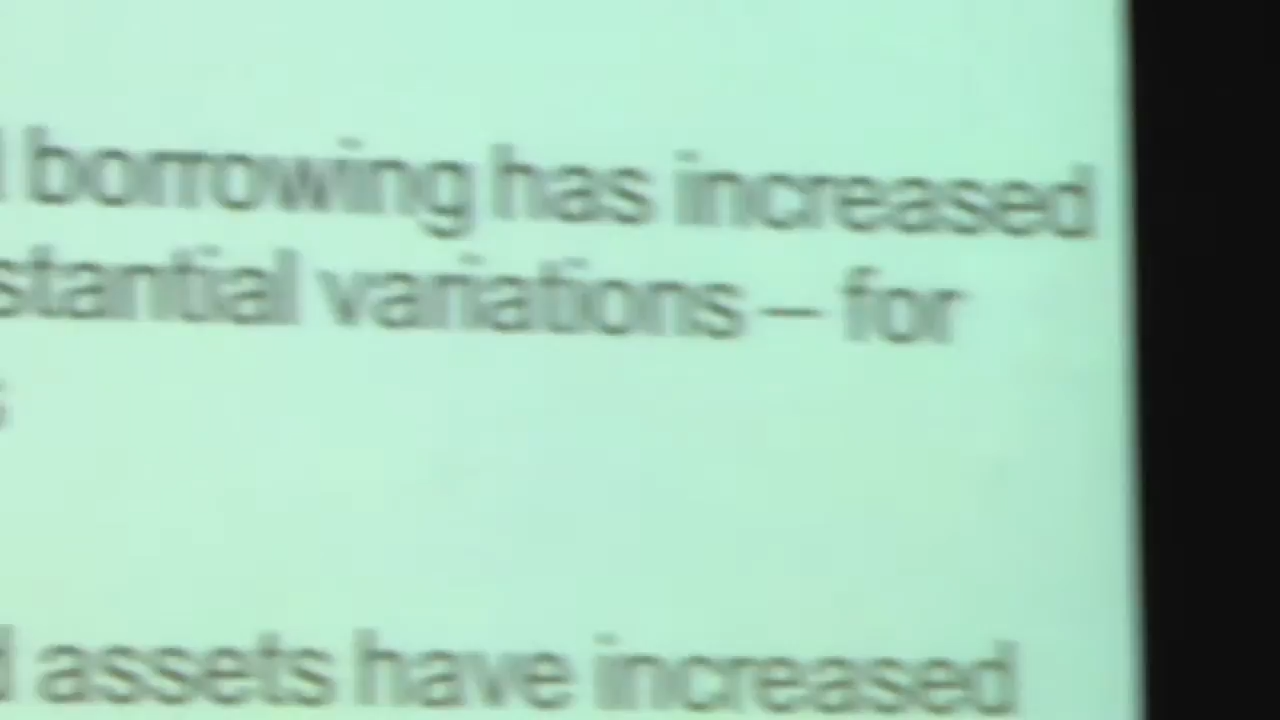 borrowing has increased
variations – for
assets have increased